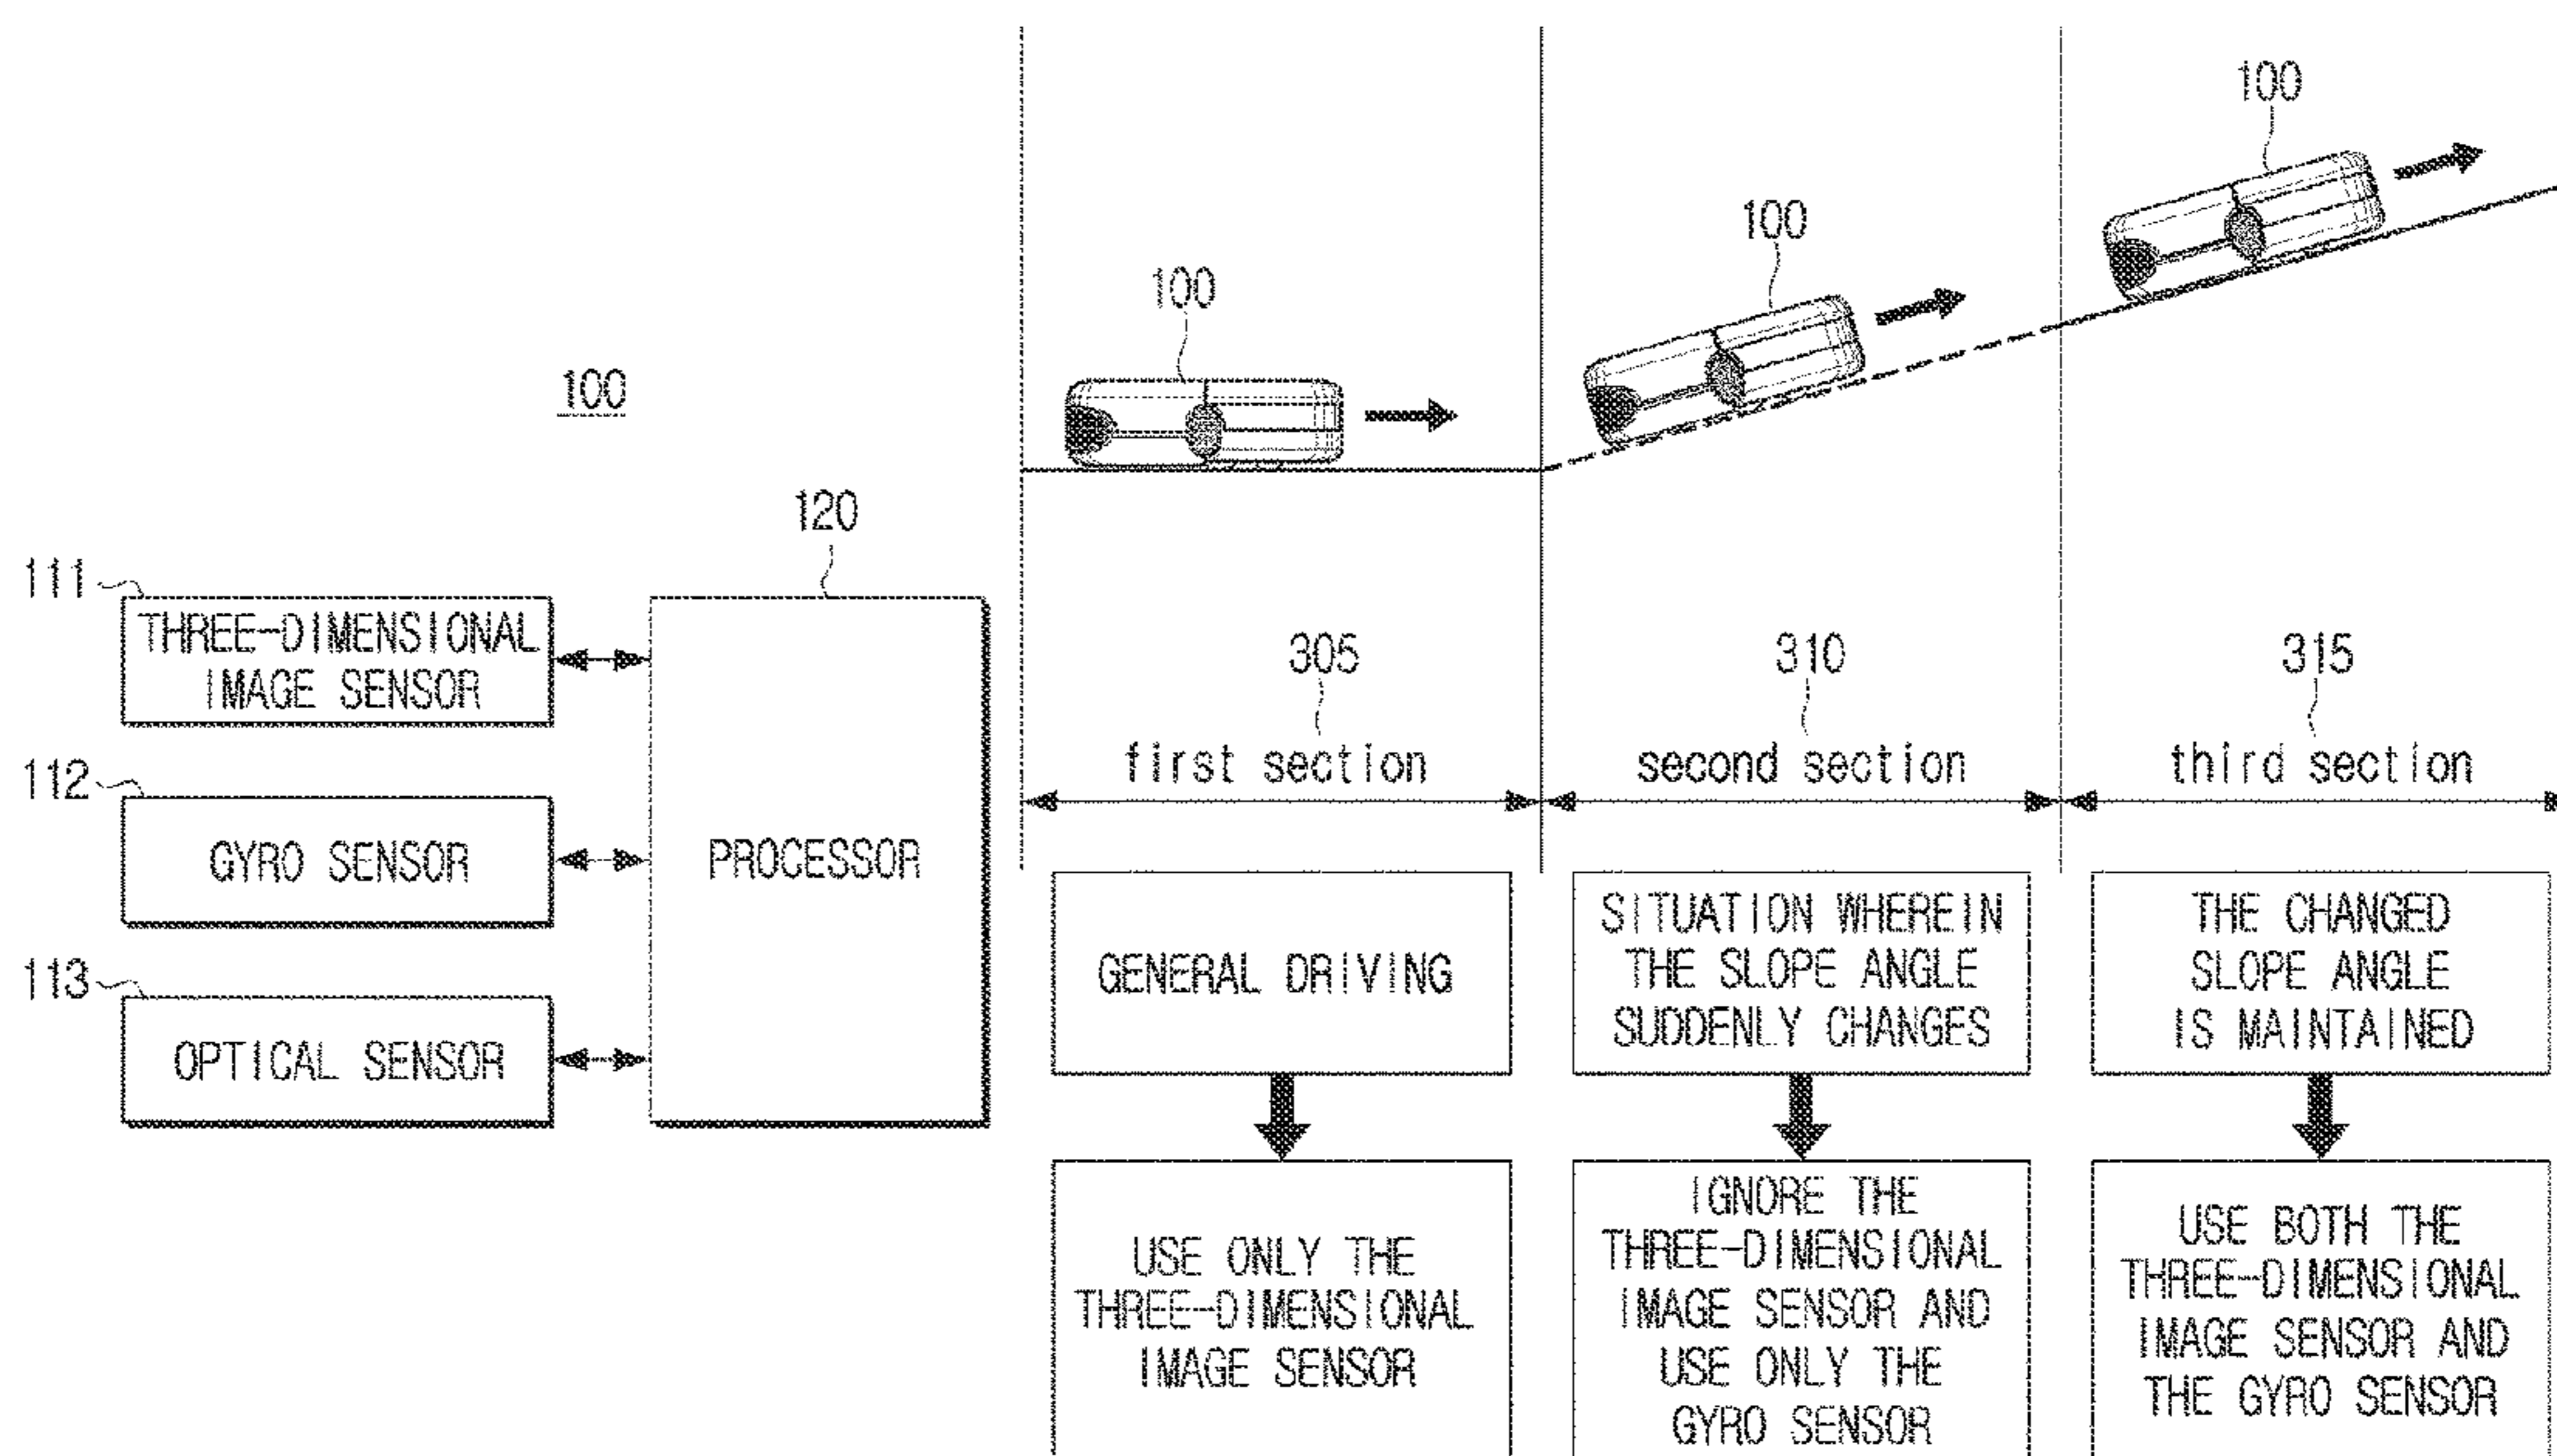 100
120
111
THREE-DIMENSIONAL
IMAGE SENSOR
112
GYRO SENSOR
113
OPTICAL SENSOR
PROCESSOR
100
100
100
305
310
315
first section
second section
third section
GENERAL DRIVING
SITUATION WHEREIN
THE SLOPE ANGLE
SUDDENLY CHANGES
THE CHANGED
SLOPE ANGLE
IS MAINTAINED
USE ONLY THE
THREE-DIMENSIONAL
IMAGE SENSOR
IGNORE THE
THREE-DIMENSIONAL
IMAGE SENSOR AND
USE ONLY THE
GYRO SENSOR
USE BOTH THE
THREE-DIMENSIONAL
IMAGE SENSOR AND
THE GYRO SENSOR